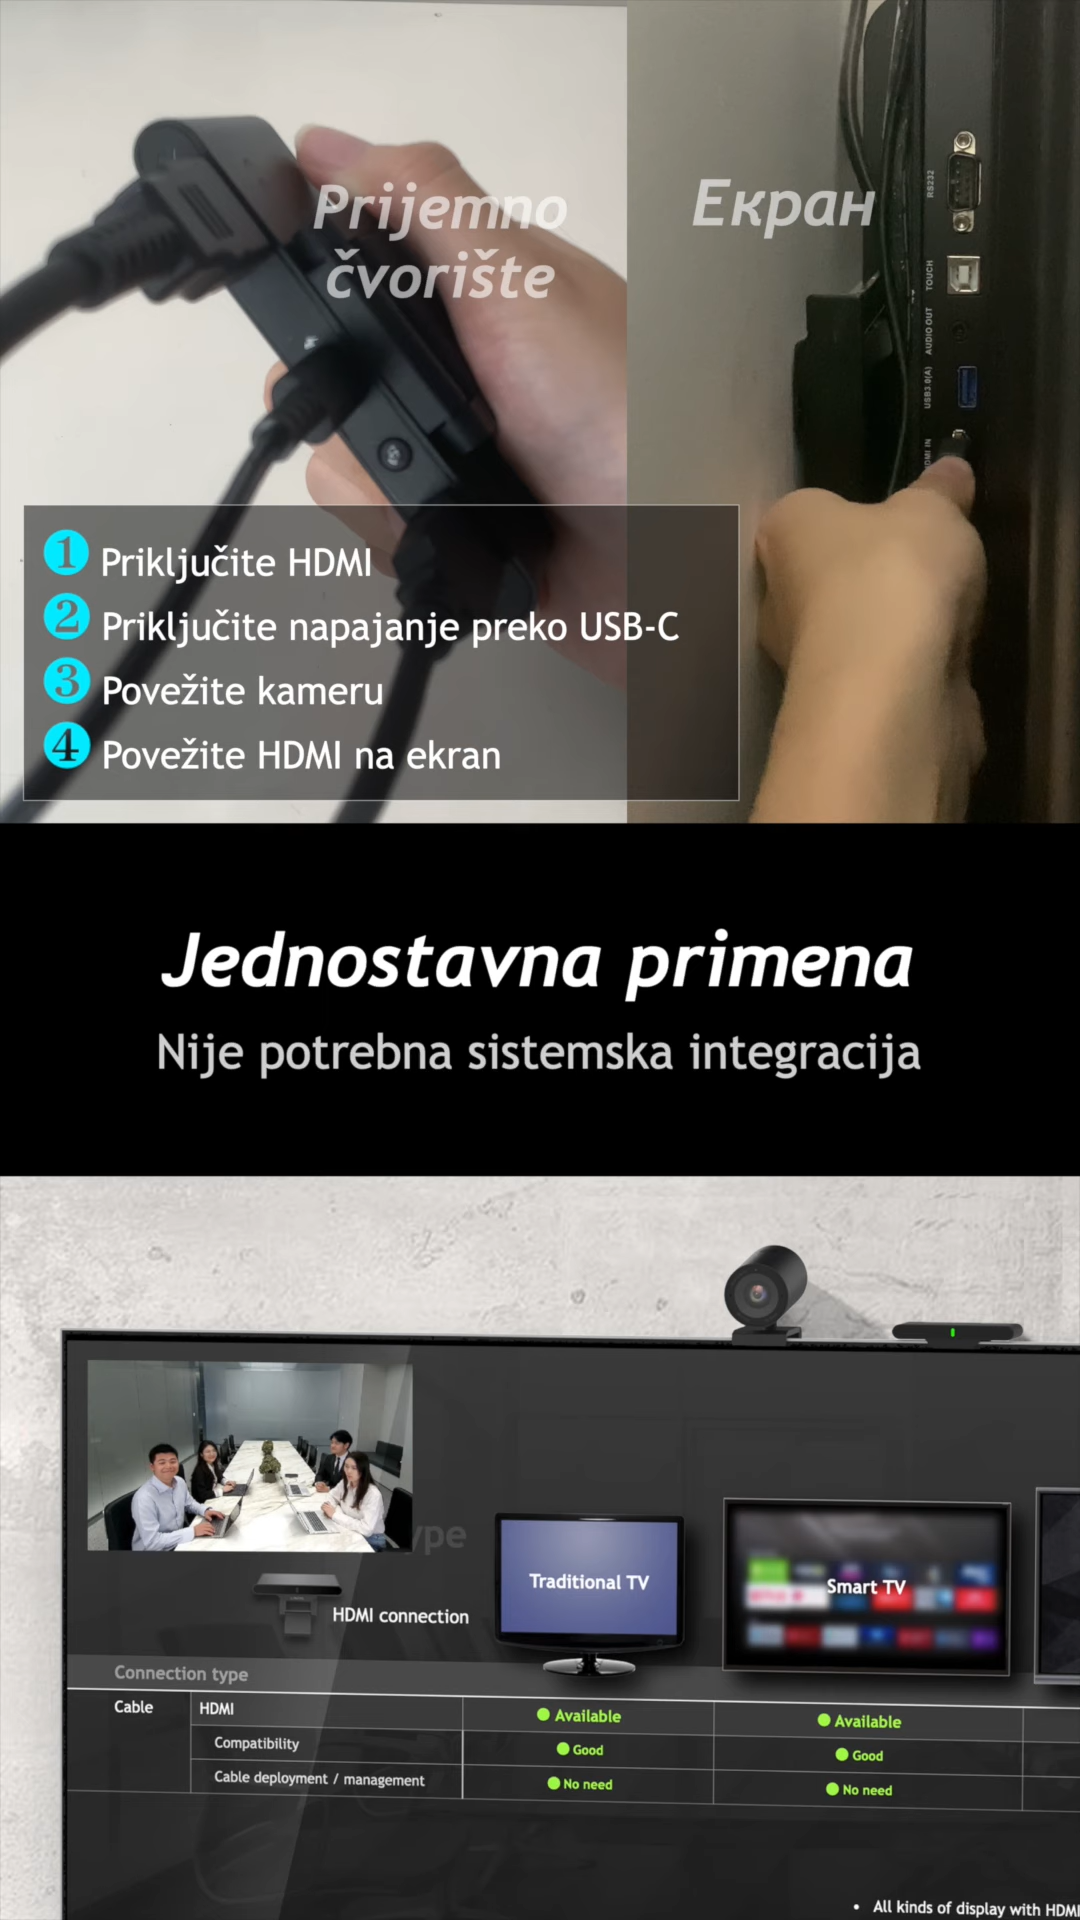 Prijemno
čvorište
Екран
RS232
TOUCH
AUDIO OUT
USB3.0(A)
1 Priključite HDMI
2 Priključite napajanje preko USB-C
3 Povežite kameru
4 Povežite HDMI na ekran
Jednostavna primena
Nije potrebna sistemska integracija
Traditional TV
Smart TV
HDMI connection
Connection type
Cable HDMI Available Available
Compatibility Good Good
Cable deployment / management No need No need
• All kinds of display with HDMI